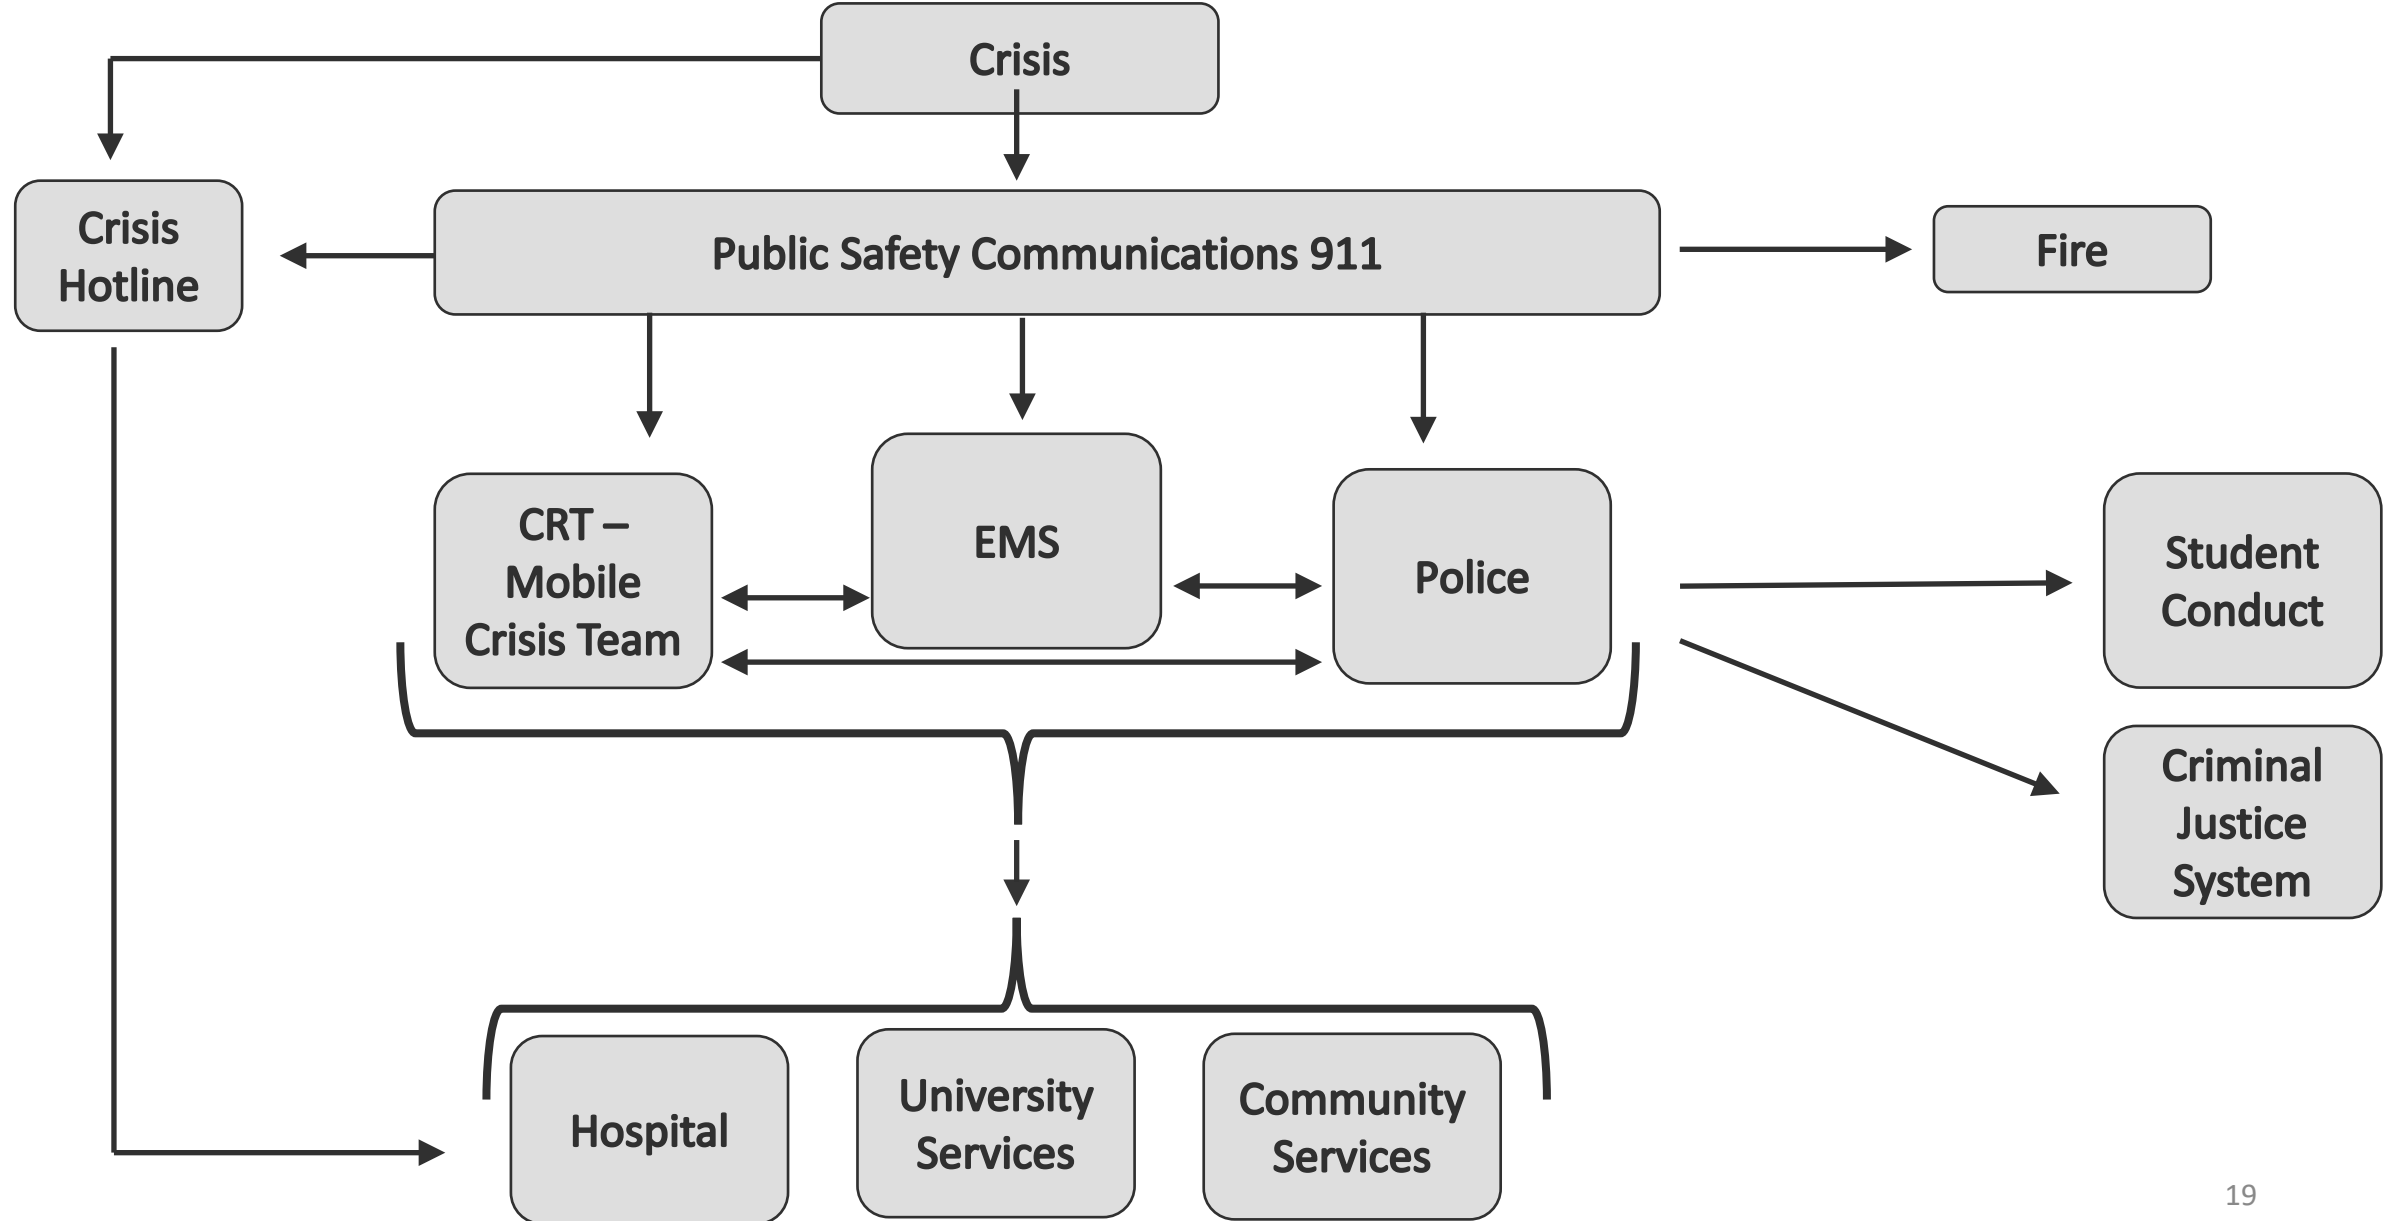 Crisis
Crisis
Hotline
Public Safety Communications 911
Fire
CRT –
Mobile
Crisis Team
EMS
Police
Student
Conduct
Criminal
Justice
System
Hospital
University
Services
Community
Services
19